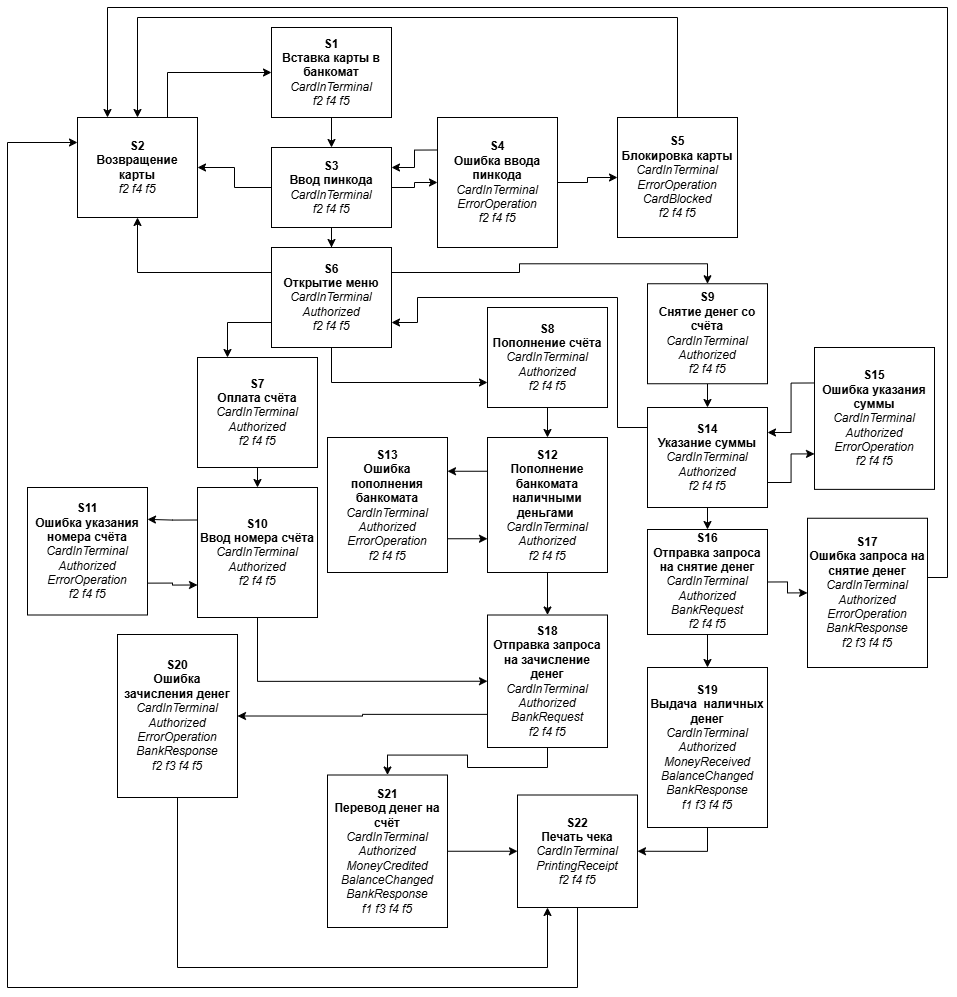 S1
Вставка карты в
банкомат
CardInTerminal
f2 f4 f5
S2
Возвращение
карты
f2 f4 f5
S3
Ввод пинкода
CardInTerminal
f2 f4 f5
S4
Ошибка ввода
пинкода
CardInTerminal
ErrorOperation
f2 f4 f5
S5
Блокировка карты
CardInTerminal
ErrorOperation
CardBlocked
f2 f4 f5
S6
Открытие меню
CardInTerminal
Authorized
f2 f4 f5
S7
Оплата счёта
CardInTerminal
Authorized
f2 f4 f5
S8
Пополнение счёта
CardInTerminal
Authorized
f2 f4 f5
S9
Снятие денег со
счёта
CardInTerminal
Authorized
f2 f4 f5
S15
Ошибка указания
суммы
CardInTerminal
Authorized
ErrorOperation
f2 f4 f5
S14
Указание суммы
CardInTerminal
Authorized
f2 f4 f5
S13
Ошибка
пополнения
банкомата
CardInTerminal
Authorized
ErrorOperation
f2 f4 f5
S12
Пополнение
банкомата
наличными
деньгами
CardInTerminal
Authorized
f2 f4 f5
S11
Ошибка указания
номера счёта
CardInTerminal
Authorized
ErrorOperation
f2 f4 f5
S10
Ввод номера счёта
CardInTerminal
Authorized
f2 f4 f5
S16
Отправка запроса
на снятие денег
CardInTerminal
Authorized
BankRequest
f2 f4 f5
S17
Ошибка запроса на
снятие денег
CardInTerminal
Authorized
ErrorOperation
BankResponse
f2 f3 f4 f5
S18
Отправка запроса
на зачисление
денег
CardInTerminal
Authorized
BankRequest
f2 f4 f5
S20
Ошибка
зачисления денег
CardInTerminal
Authorized
ErrorOperation
BankResponse
f2 f3 f4 f5
S19
Выдача наличных
денег
CardInTerminal
Authorized
MoneyReceived
BalanceChanged
BankResponse
f1 f3 f4 f5
S21
Перевод денег на
счёт
CardInTerminal
Authorized
MoneyCredited
BalanceChanged
BankResponse
f1 f3 f4 f5
S22
Печать чека
CardInTerminal
PrintingReceipt
f2 f4 f5